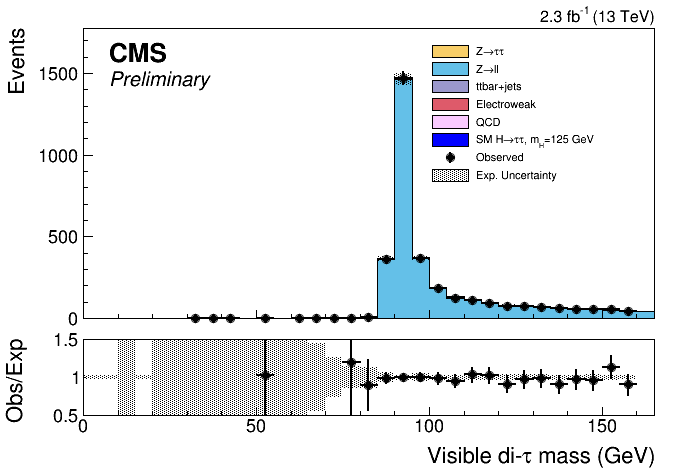 2.3 fb⁻¹ (13 TeV)
Events
CMS
Preliminary
Z→ττ
Z→ll
ttbar+jets
Electroweak
QCD
SM H→ττ, m_H=125 GeV
Observed
Exp. Uncertainty
1500
1000
500
0
Obs/Exp
1.5
1
0.5
0 50 100 150
Visible di-τ mass (GeV)